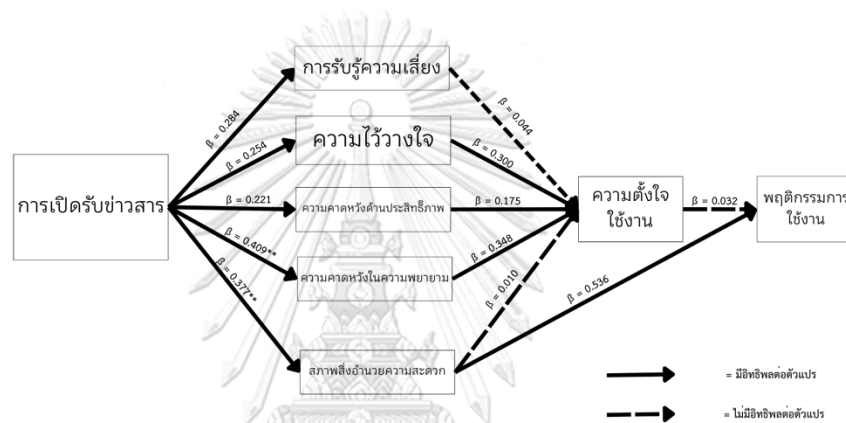 การรับรู้ความเสี่ยง
β = 0.284
β = 0.044
ความไว้วางใจ
β = 0.254
β = 0.300
การเปิดรับข่าวสาร
β = 0.221
ความคาดหวังด้านประสิทธิภาพ
β = 0.175
ความตั้งใจ
ใช้งาน
β = 0.032
พฤติกรรมการ
ใช้งาน
β = 0.409**
ความคาดหวังในความพยายาม
β = 0.348
β = 0.377**
β = 0.010
β = 0.536
สภาพสิ่งอำนวยความสะดวก
= มีอิทธิพลต่อตัวแปร
= ไม่มีอิทธิพลต่อตัวแปร